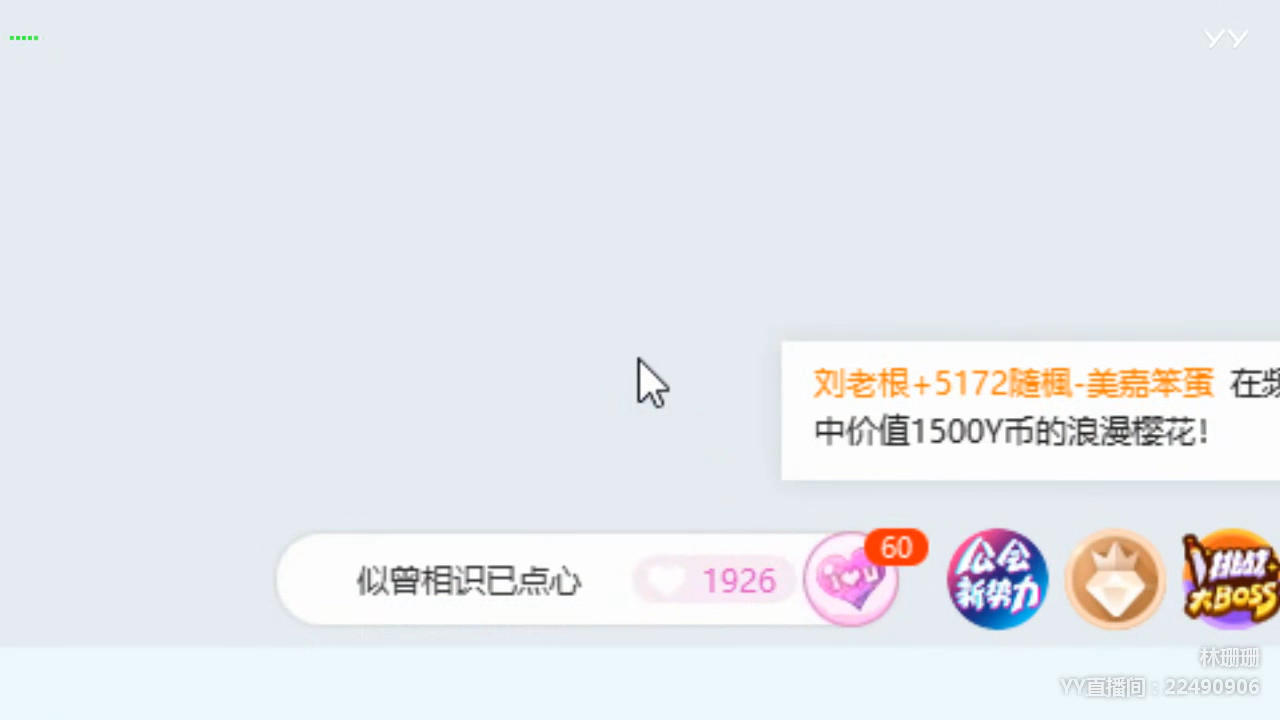 YY
刘老根+5172随楓-美嘉笨蛋 在频
中价值1500Y币的浪漫樱花!
似曾相识已点心
1926
i u
60
公会
新势力
挑战
大BOSS
林珊珊
YY直播间：22490906